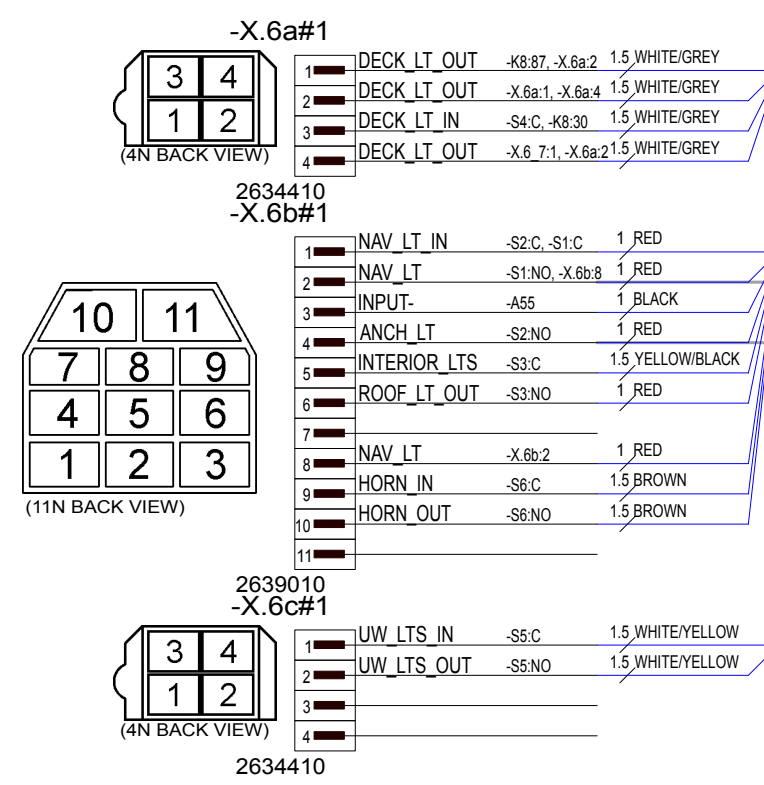 -X.6a#1
3 4
1 2
(4N BACK VIEW)
1 DECK_LT_OUT -K8:87, -X.6a:2 1.5 WHITE/GREY
2 DECK_LT_OUT -X.6a:1, -X.6a:4 1.5 WHITE/GREY
3 DECK_LT_IN -S4:C, -K8:30 1.5 WHITE/GREY
4 DECK_LT_OUT -X.6_7:1, -X.6a:2 1.5 WHITE/GREY
2634410
-X.6b#1
10 11
7 8 9
4 5 6
1 2 3
(11N BACK VIEW)
1 NAV_LT_IN -S2:C, -S1:C 1 RED
2 NAV_LT -S1:NO, -X.6b:8 1 RED
3 INPUT- -A55 1 BLACK
4 ANCH_LT -S2:NO 1 RED
5 INTERIOR_LTS -S3:C 1.5 YELLOW/BLACK
6 ROOF_LT_OUT -S3:NO 1 RED
7
8 NAV_LT -X.6b:2 1 RED
9 HORN_IN -S6:C 1.5 BROWN
10 HORN_OUT -S6:NO 1.5 BROWN
11
2639010
-X.6c#1
3 4
1 2
(4N BACK VIEW)
1 UW_LTS_IN -S5:C 1.5 WHITE/YELLOW
2 UW_LTS_OUT -S5:NO 1.5 WHITE/YELLOW
3
4
2634410